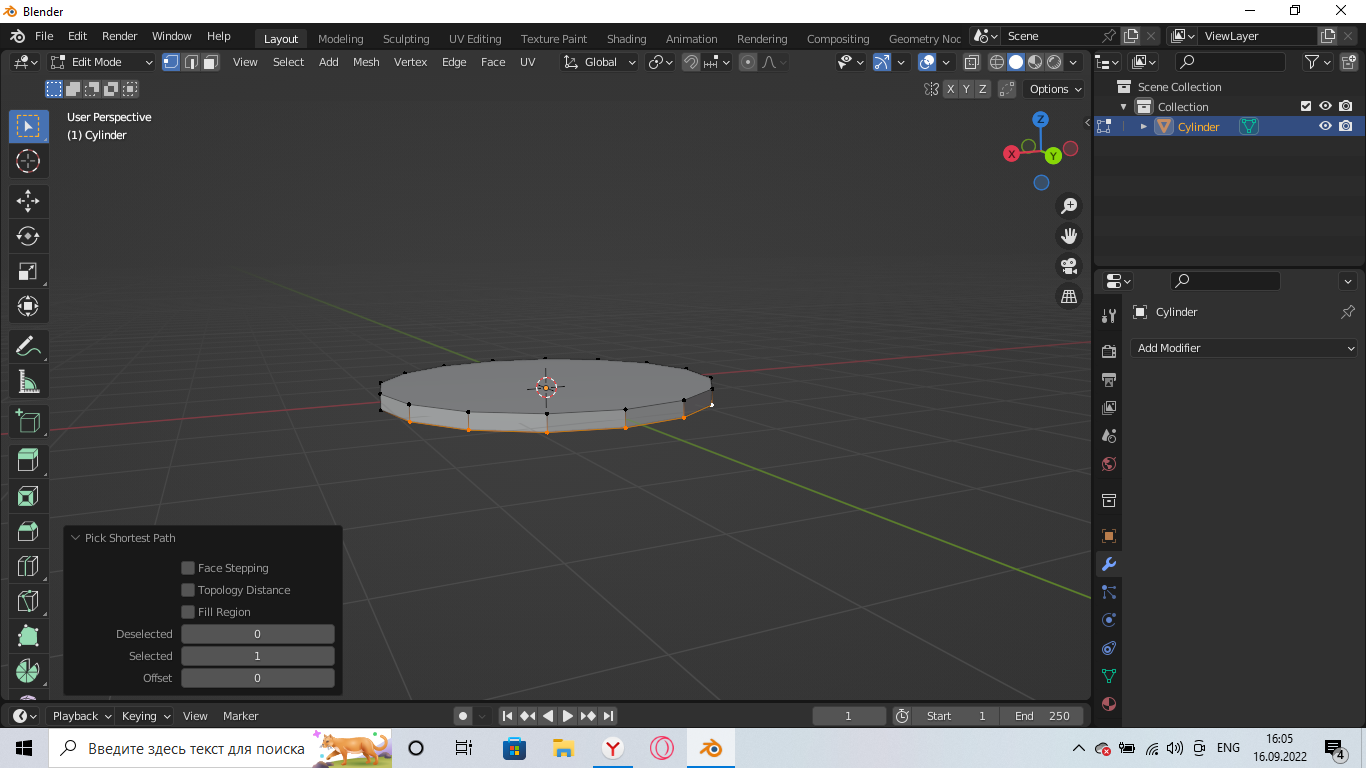 Blender
File Edit Render Window Help Layout Modeling Sculpting UV Editing Texture Paint Shading Animation Rendering Compositing Geometry Noc Scene ViewLayer
Edit Mode View Select Add Mesh Vertex Edge Face UV Global
X Y Z Options
Scene Collection
Collection
Cylinder
User Perspective
(1) Cylinder
Z
X
Y
Cylinder
Add Modifier
Pick Shortest Path
Face Stepping
Topology Distance
Fill Region
Deselected 0
Selected 1
Offset 0
Playback Keying View Marker 1 Start 1 End 250
Введите здесь текст для поиска
ENG
16:05
16.09.2022
4